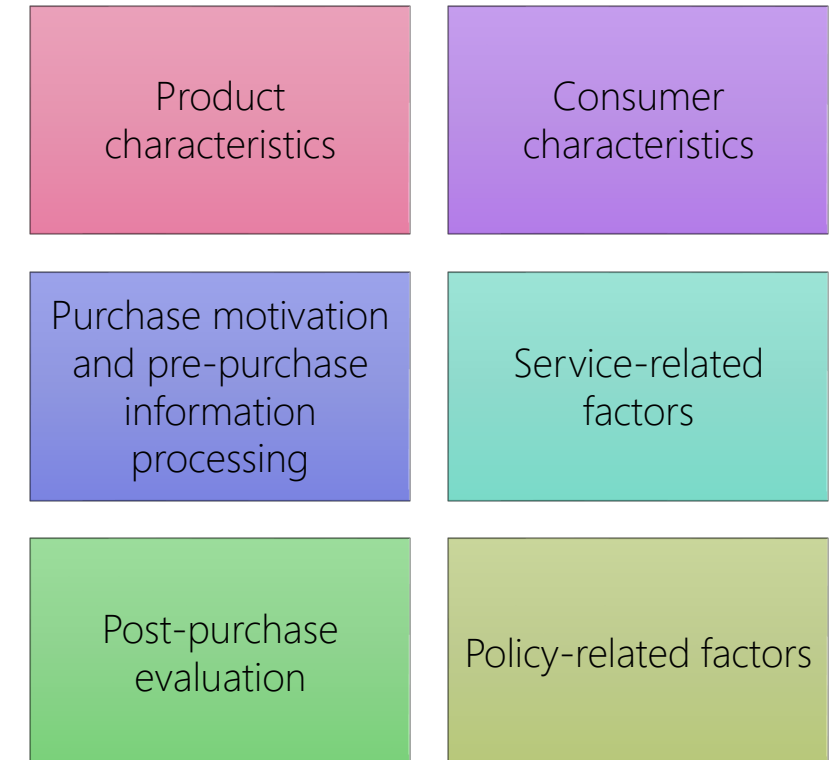 Product
characteristics
Consumer
characteristics
Purchase motivation
and pre-purchase
information
processing
Service-related
factors
Post-purchase
evaluation
Policy-related factors